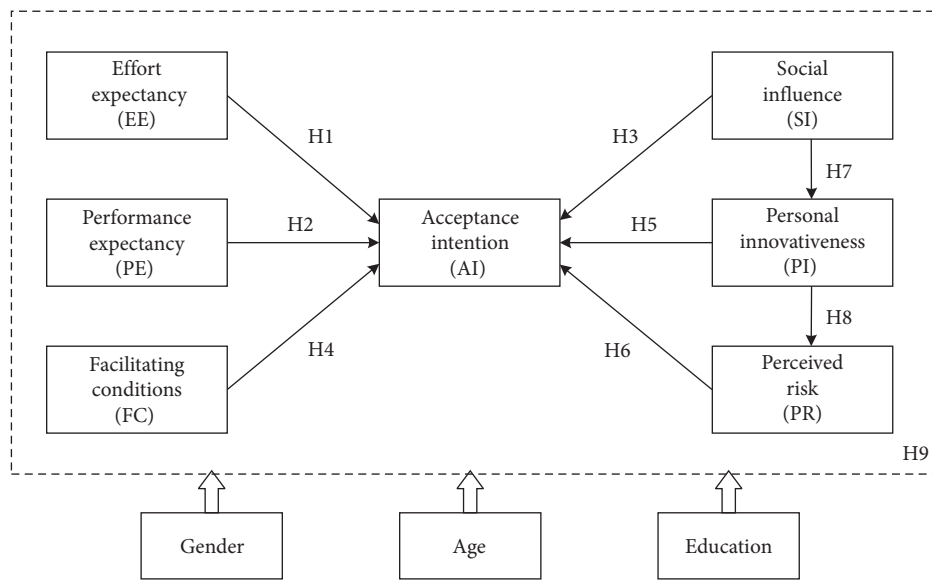 Effort
expectancy
(EE)
Social
influence
(SI)
H1
H3
H7
Performance
expectancy
(PE)
H2
Acceptance
intention
(AI)
H5
Personal
innovativeness
(PI)
H4
H6
H8
Facilitating
conditions
(FC)
Perceived
risk
(PR)
H9
Gender
Age
Education